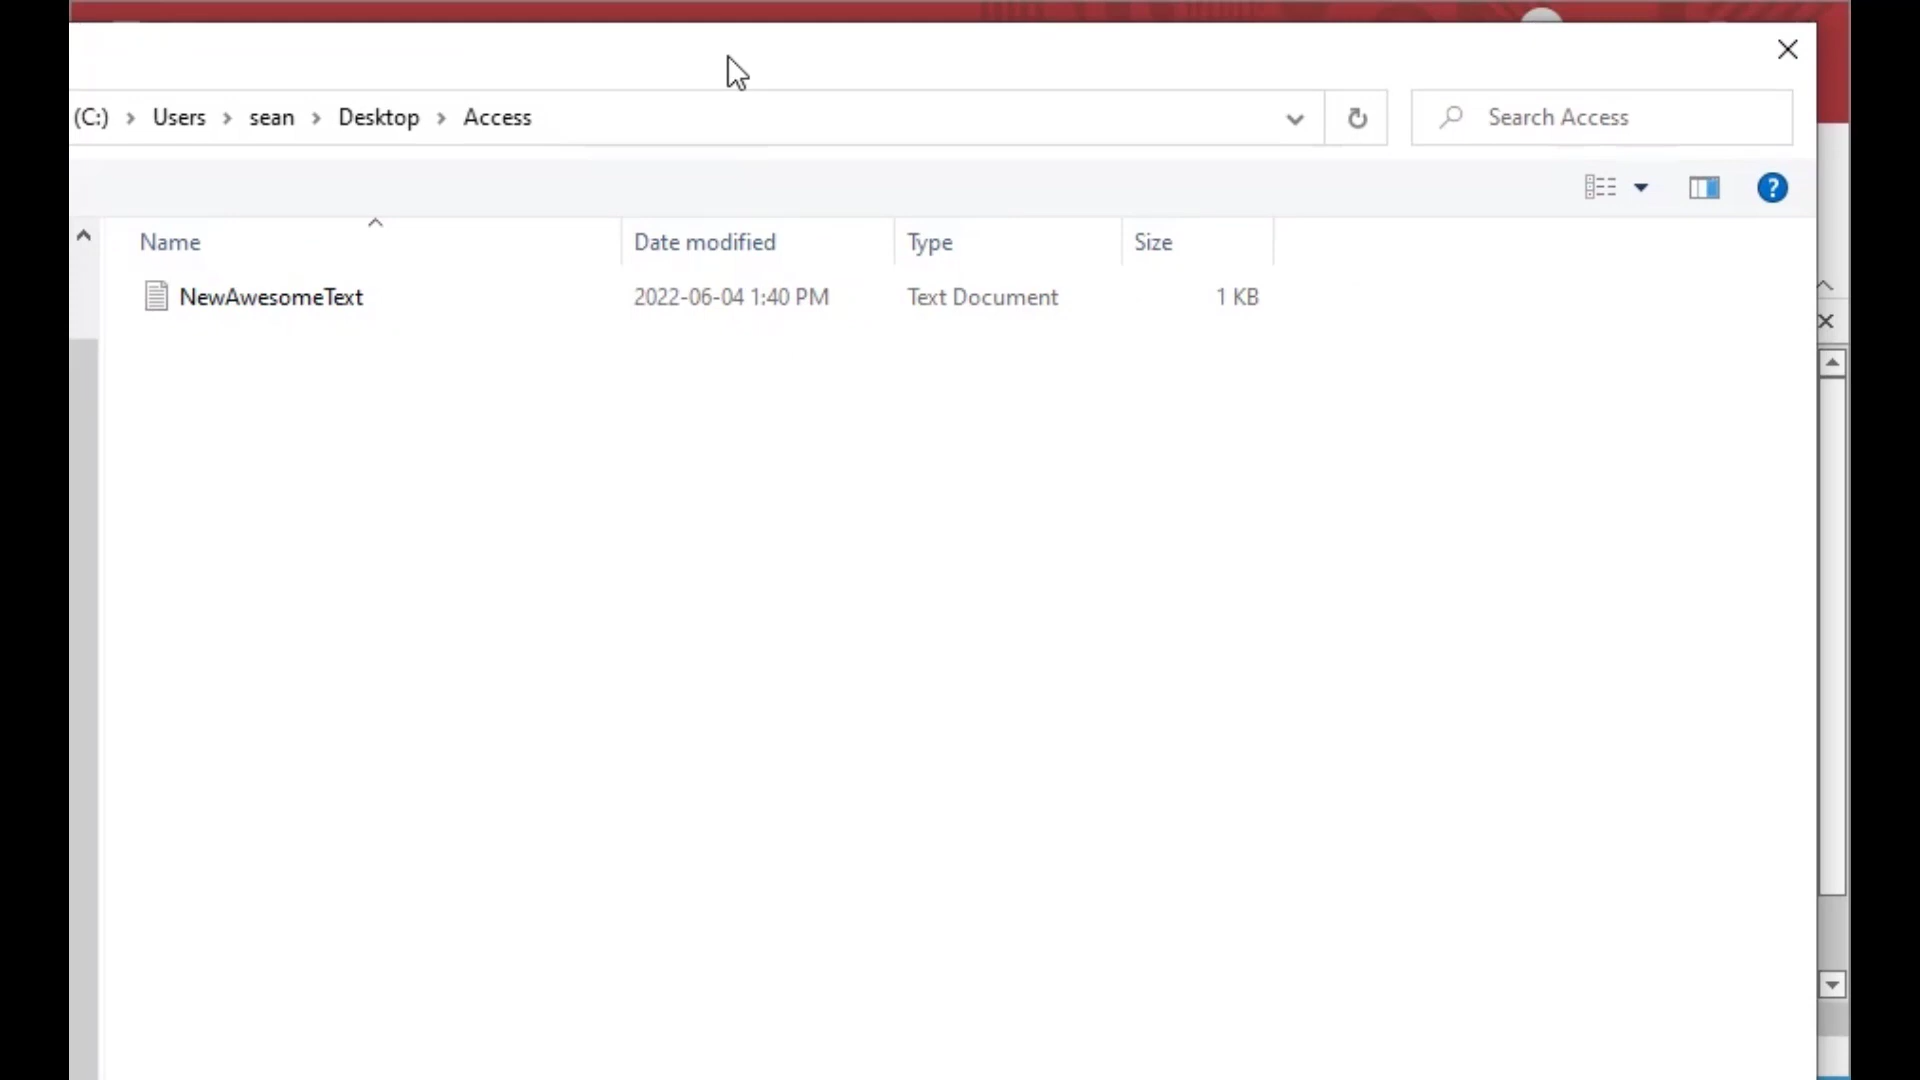 (C:) › Users › sean › Desktop › Access
Search Access
?
Name Date modified Type Size
NewAwesomeText 2022-06-04 1:40 PM Text Document 1 KB